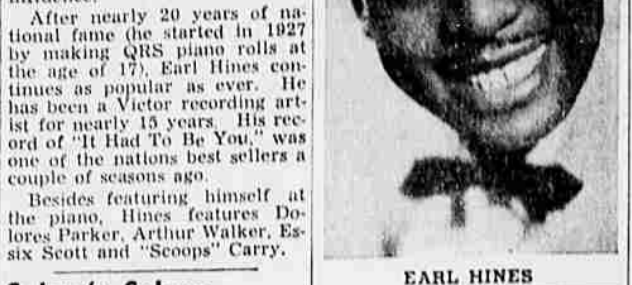 After nearly 20 years of na-
tional fame (he started in 1927
by making QRS piano rolls at
the age of 17), Earl Hines con-
tinues as popular as ever. He
has been a Victor recording art-
ist for nearly 15 years. His rec-
ord of "It Had To Be You," was
one of the nations best sellers a
couple of seasons ago.
Besides featuring himself at
the piano, Hines features Do-
lores Parker, Arthur Walker, Es-
six Scott and "Scoops" Carry.
EARL HINES